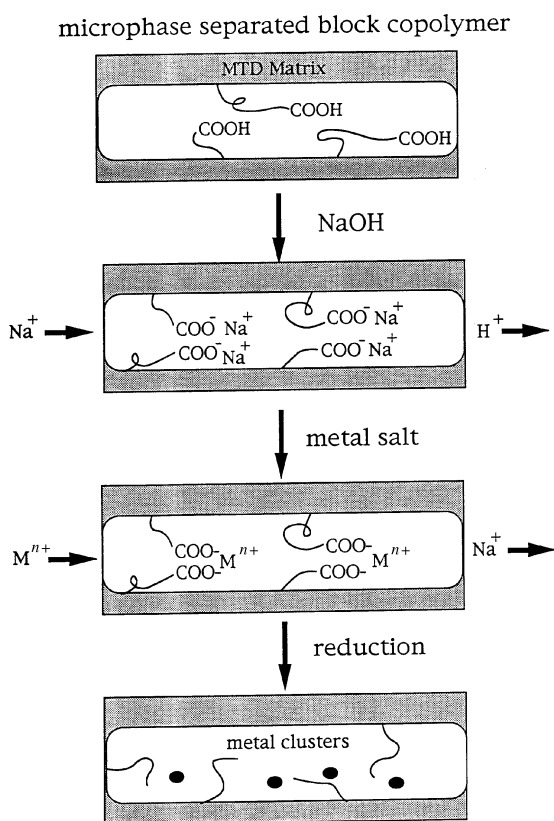 microphase separated block copolymer
MTD Matrix
COOH
COOH
COOH
NaOH
Na⁺
COO⁻ Na⁺
COO⁻Na⁺
COO⁻Na⁺
COO⁻Na⁺
H⁺
metal salt
Mⁿ⁺
COO-
COO-
Mⁿ⁺
COO-
COO-
Mⁿ⁺
Na⁺
reduction
metal clusters